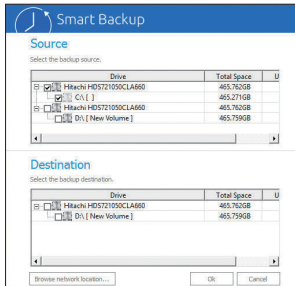 Smart Backup
Source
Select the backup source.
Drive Total Space U
Hitachi HDS721050CLA660 465.762GB
C:\ [ ] 465.271GB
Hitachi HDS721050CLA660 465.762GB
D:\ [ New Volume ] 465.759GB
Destination
Select the backup destination.
Drive Total Space U
Hitachi HDS721050CLA660 465.762GB
D:\ [ New Volume ] 465.759GB
Browse network location... Ok Cancel